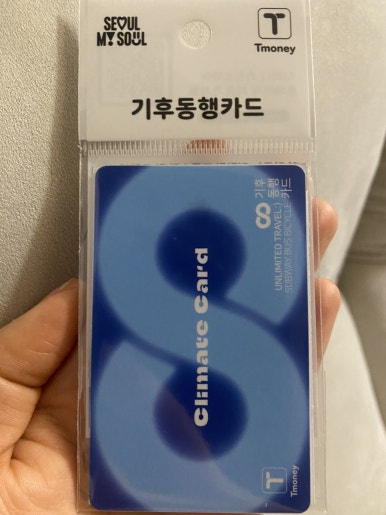 SEOUL
MY SOUL
T
Tmoney
기후동행카드
Climate Card
기후
동행
카드
UNLIMITED TRAVEL)
SUBWAY BUS BICYCLE
T
Tmoney